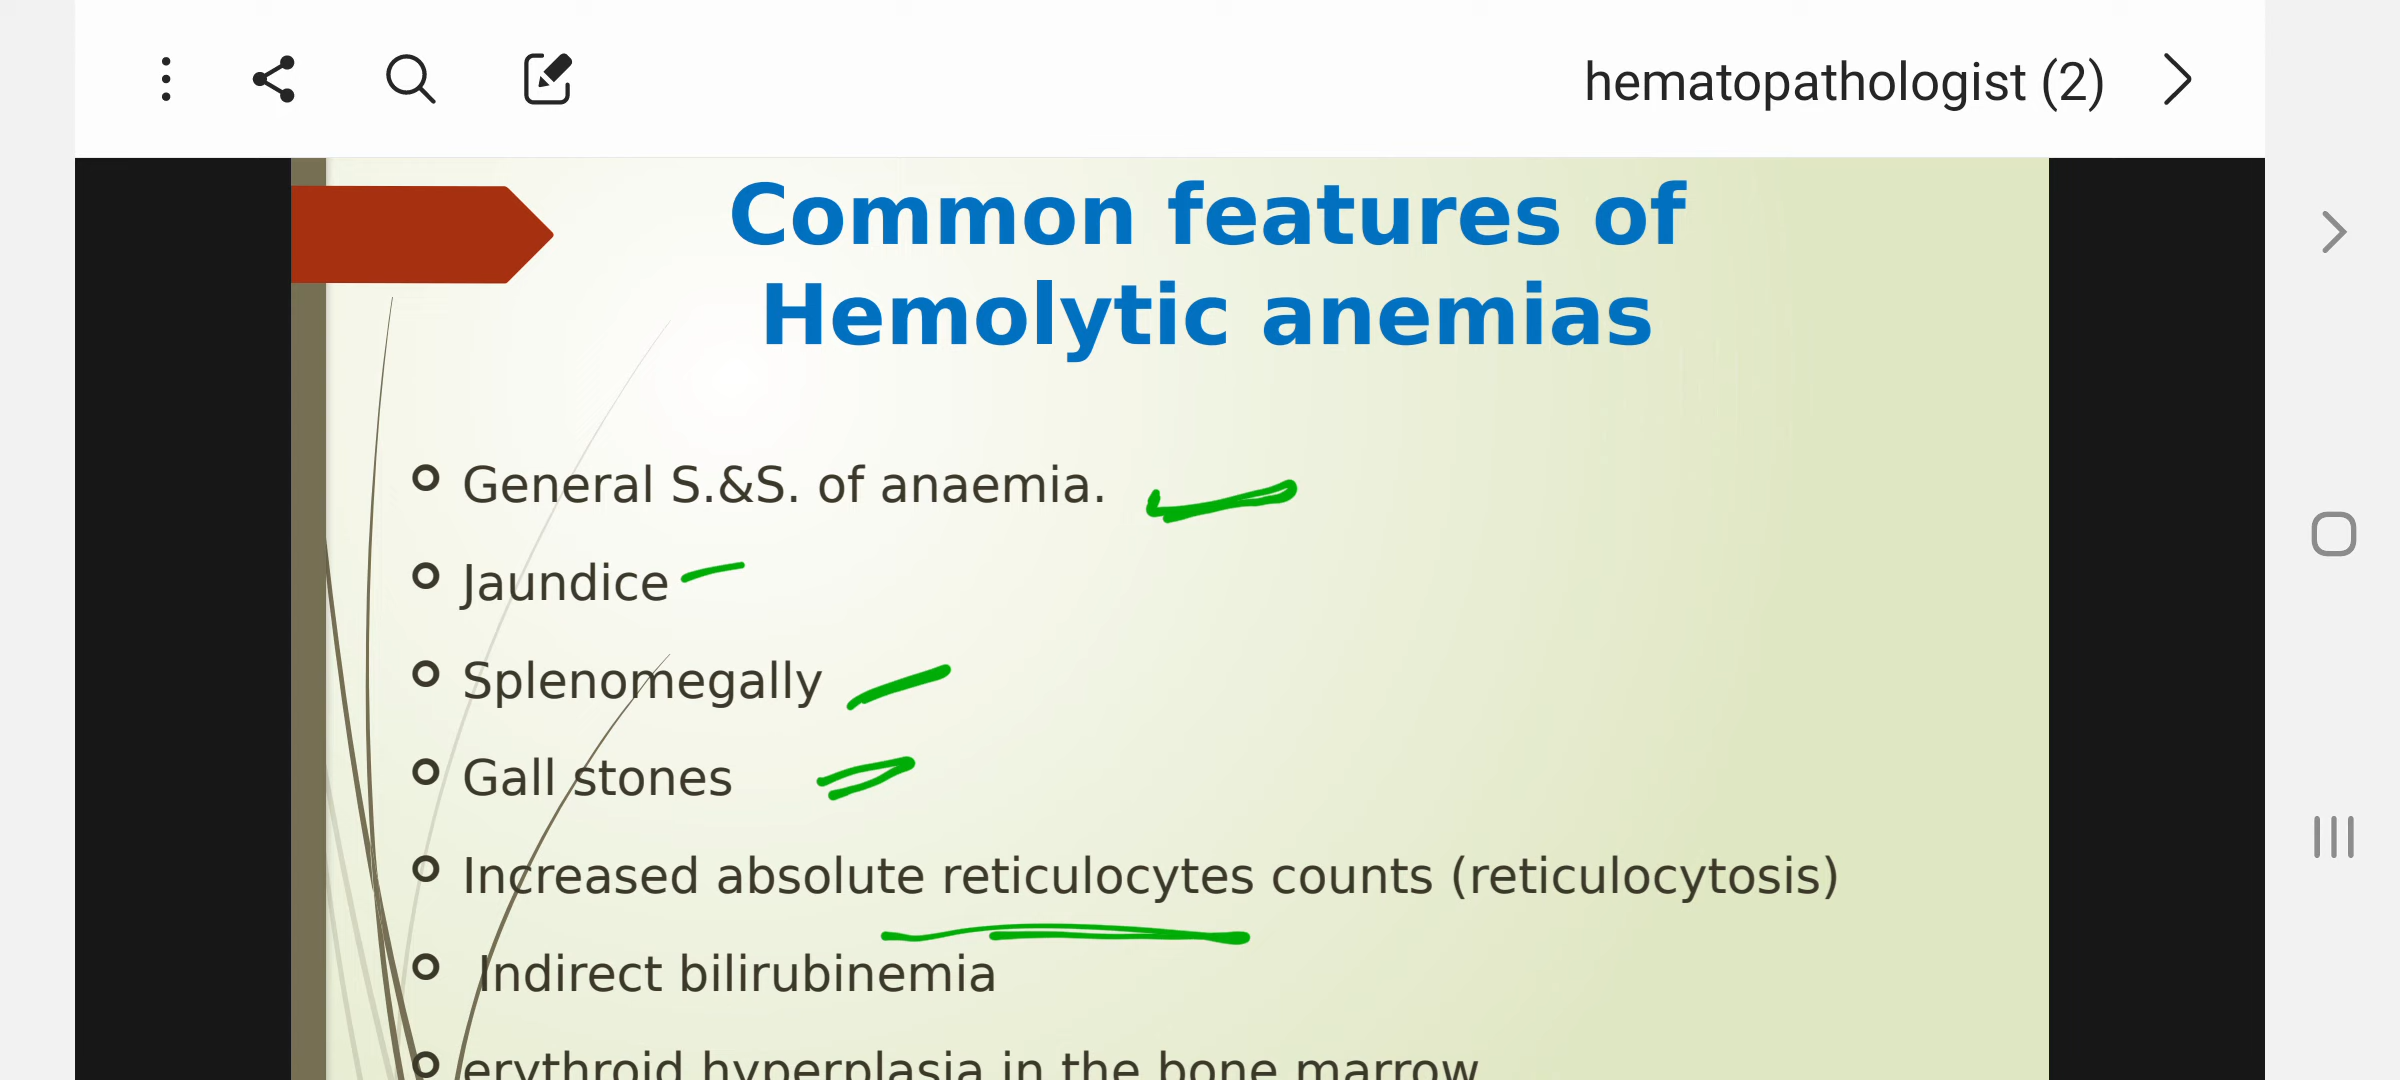 hematopathologist (2)
Common features of
Hemolytic anemias
General S.&S. of anaemia.
Jaundice
Splenomegally
Gall stones
Increased absolute reticulocytes counts (reticulocytosis)
Indirect bilirubinemia
erythroid hyperplasia in the bone marrow